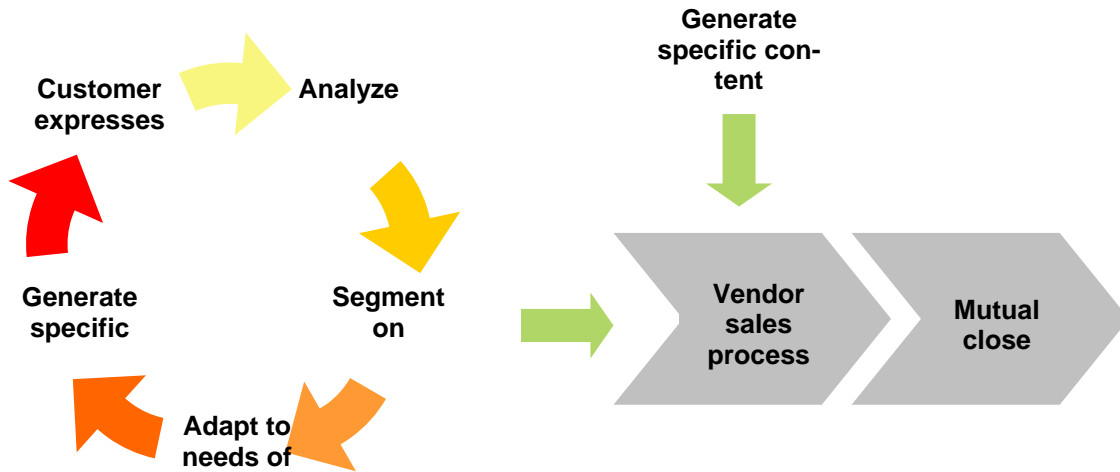 Customer
expresses
Analyze
Segment
on
Adapt to
needs of
Generate
specific
Generate
specific con-
tent
Vendor
sales
process
Mutual
close